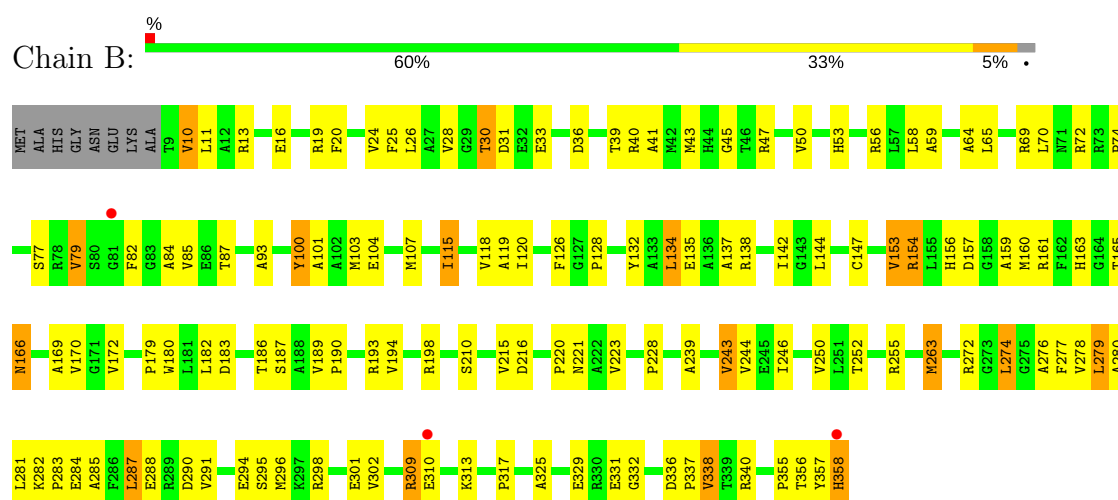 %
Chain B:
60% 33% 5% •
MET ALA HIS GLY ASN GLU LYS ALA T9 V10 L11 A12 R13 E16 R19 F20 V24 F25 L26 A27 V28 G29 T30 D31 E32 E33 D36 T39 R40 A41 M42 M43 H44 G45 T46 R47 V50 H53 R56 L57 L58 A59 A64 L65 R69 L70 N71 R72 R73
S77 R78 V79 S80 G81 F82 G83 A84 V85 E86 T87 A93 Y100 A101 A102 M103 E104 M107 I115 V118 A119 I120 F126 G127 P128 Y132 A133 L134 E135 A136 A137 R138 I142 G143 L144 C147 V153 R154 L155 H156 D157 G158 A159 M160 R161 F162 H163 G164 T165
N166 A169 V170 G171 V172 P179 W180 L181 L182 D183 T186 S187 A188 V189 P190 R193 V194 R198 S210 V215 D216 P220 N221 A222 V223 P228 A239 V243 V244 E245 I246 V250 L251 T252 R255 M263 R272 G273 L274 G275 A276 F277 V278 L279 A280
L281 K282 P283 E284 A285 F286 L287 E288 R289 D290 V291 E294 S295 M296 K297 R298 E301 V302 R309 E310 K313 P317 A325 E329 R330 E331 G332 D336 P337 V338 T339 R340 P355 T356 Y357 H358